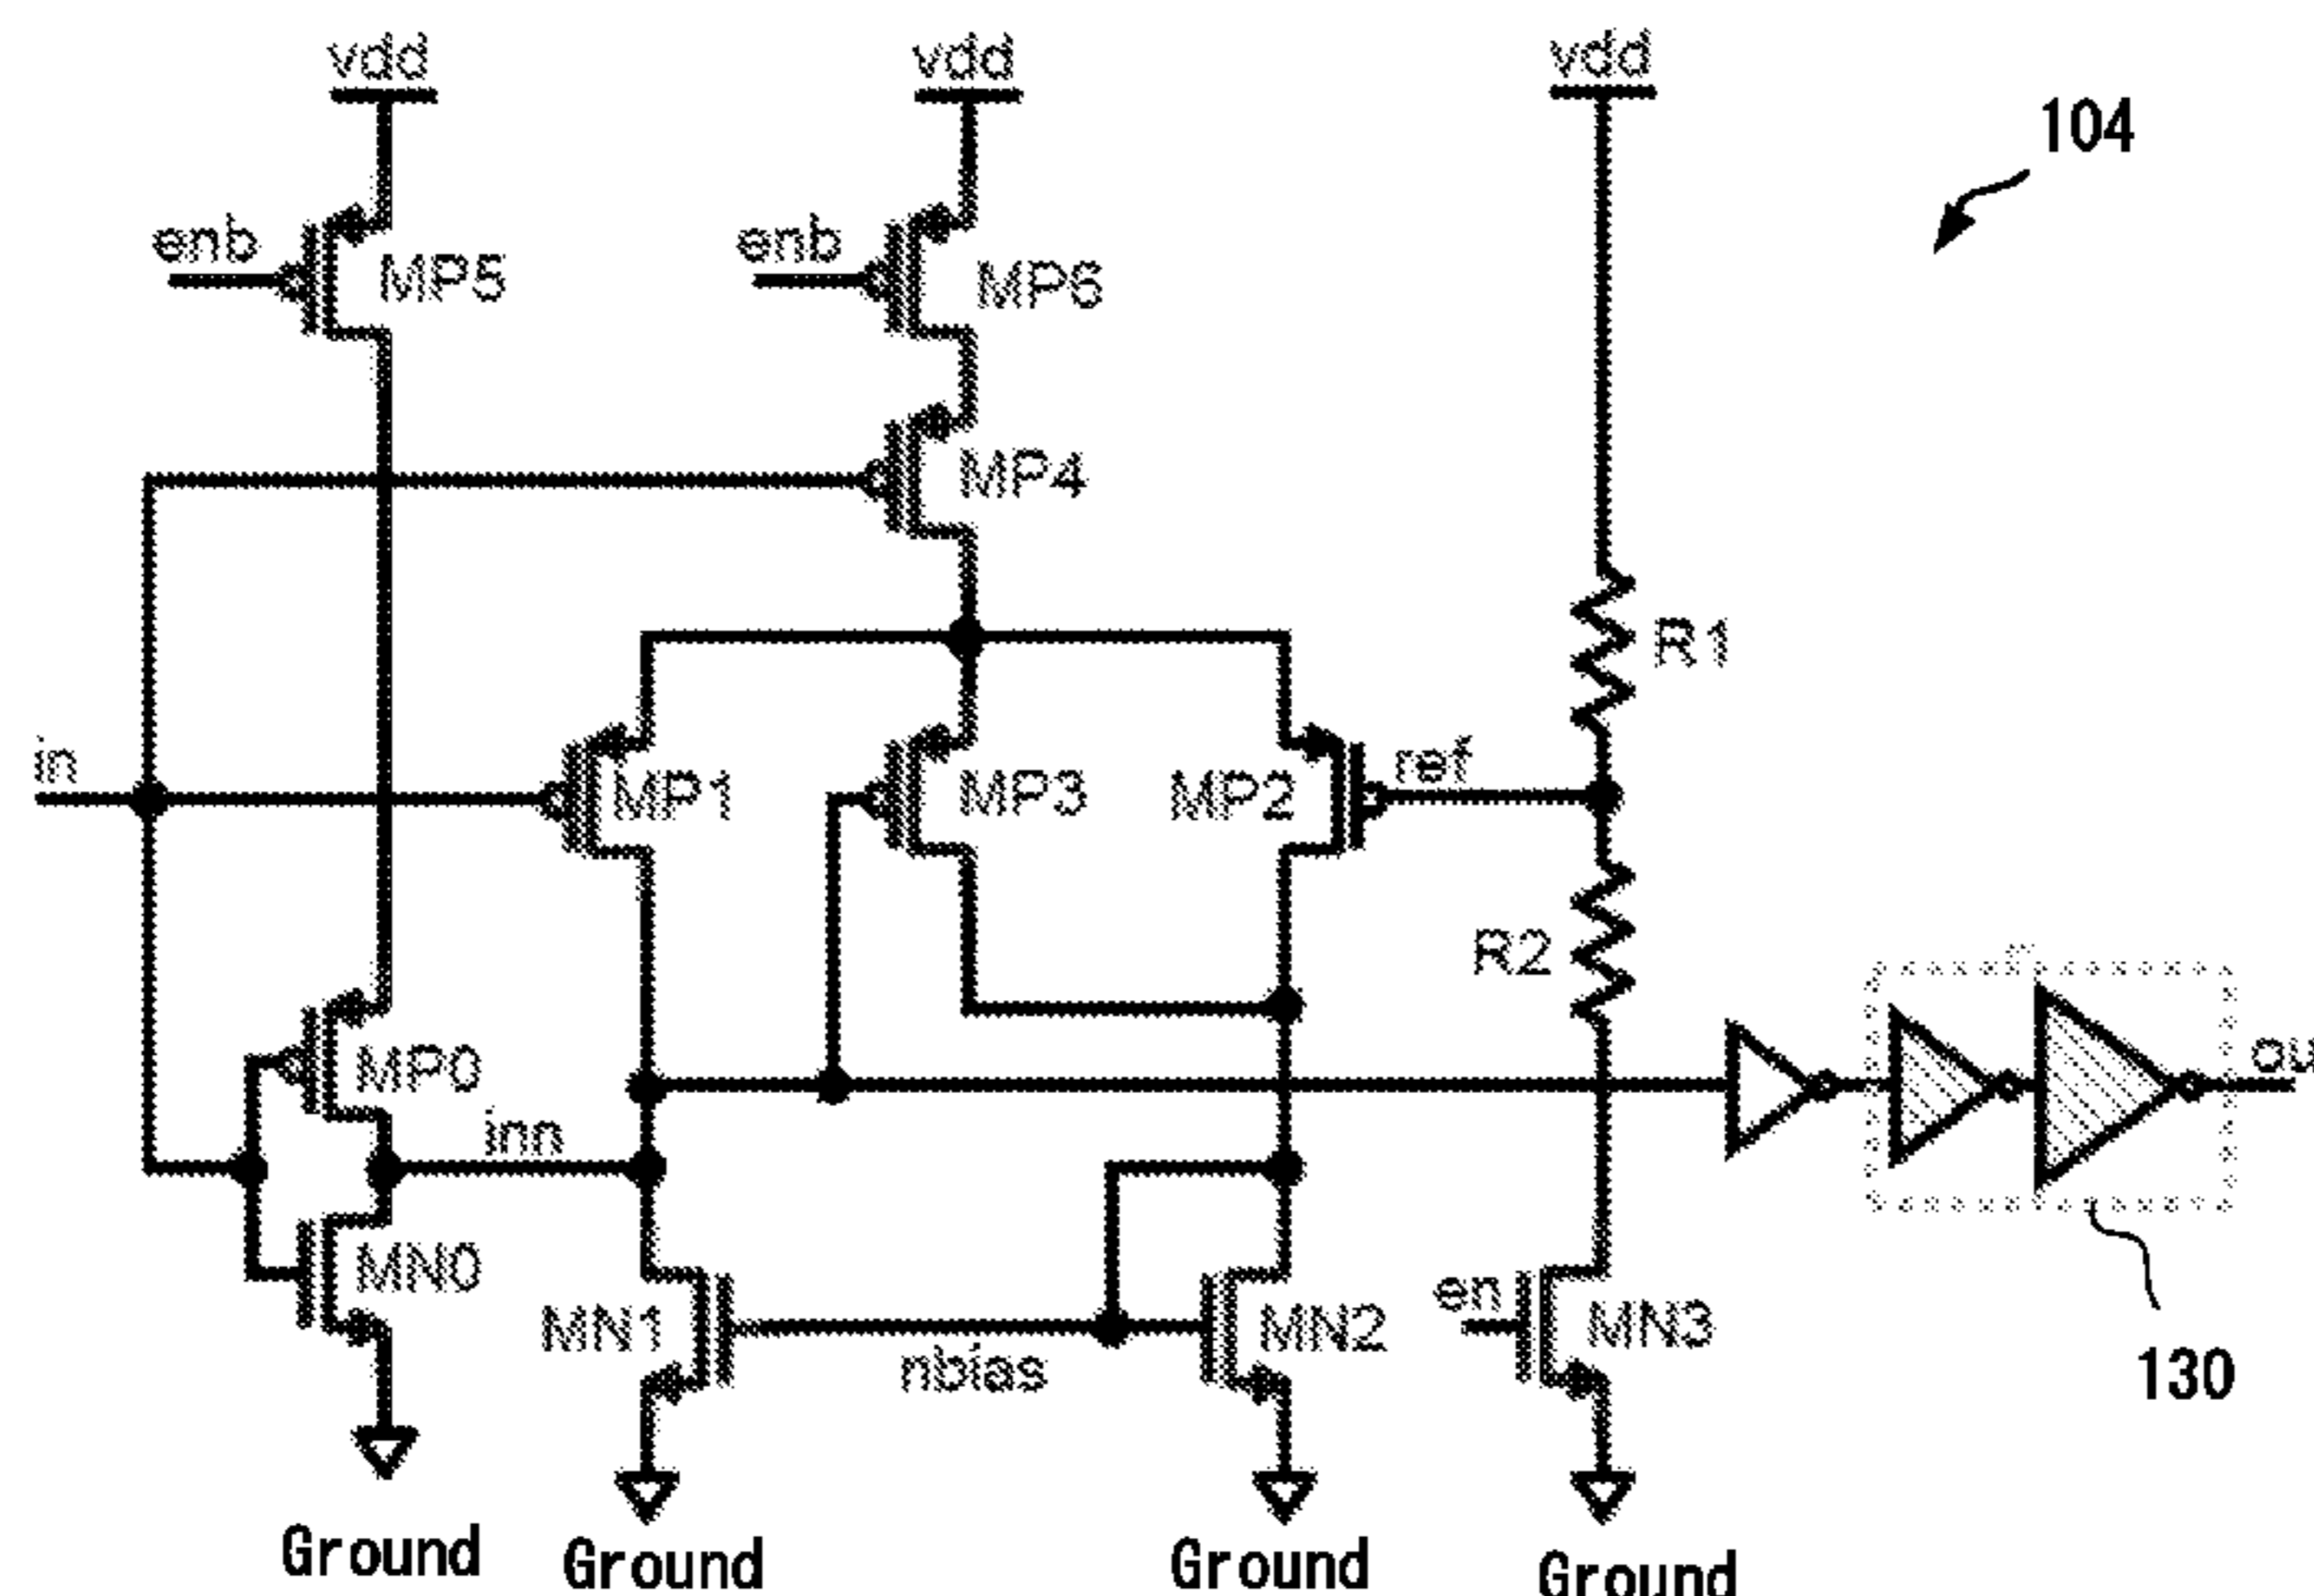 vdd
vdd
vdd
104
enb
MP5
enb
MP6
MP4
R1
in
MP1
MP3
MP2
ref
R2
MP0
inn
ou
MN0
MN1
nbias
MN2
en
MN3
130
Ground
Ground
Ground
Ground